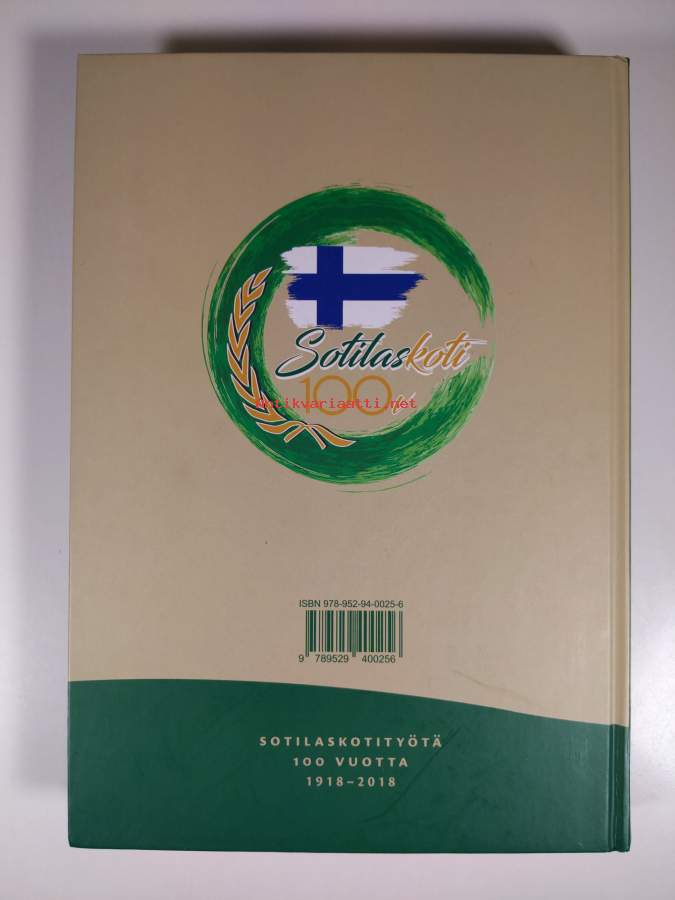 Sotilaskoti
100 v
Antikvariaatti.net
ISBN 978-952-94-0025-6
9 789529 400256
SOTILASKOTITYÖTÄ
100 VUOTTA
1918–2018